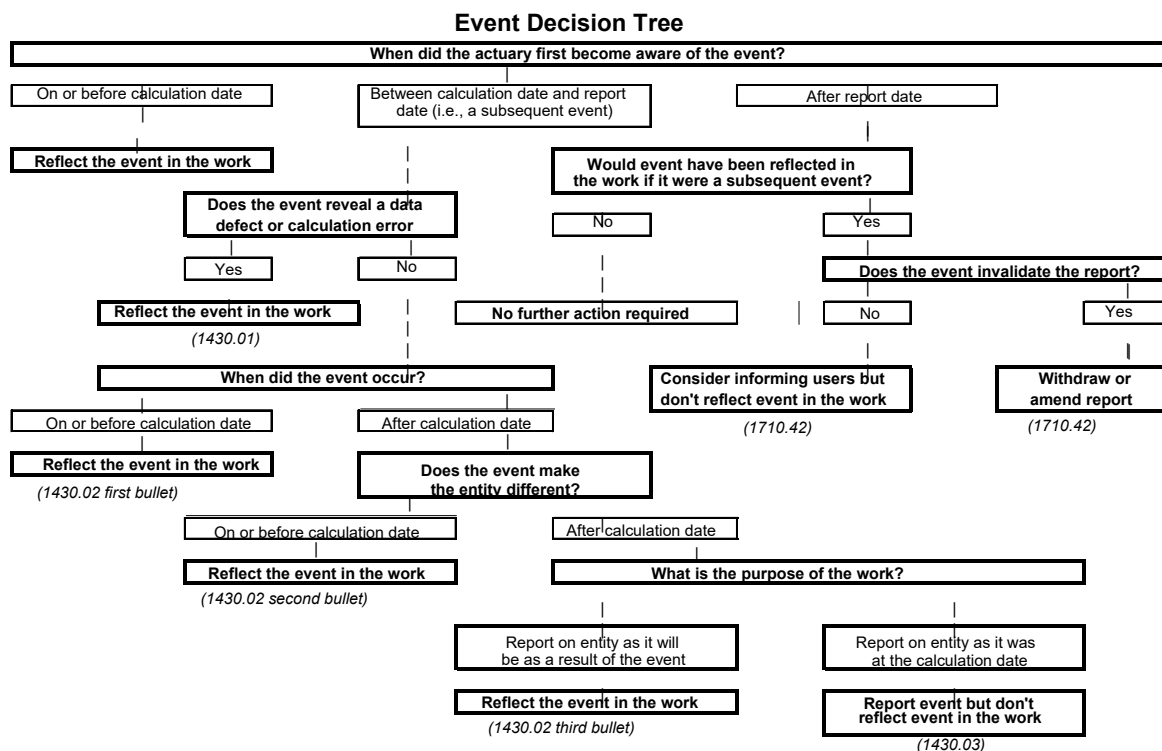 Event Decision Tree
When did the actuary first become aware of the event?
On or before calculation date
Between calculation date and report
date (i.e., a subsequent event)
After report date
Reflect the event in the work
Would event have been reflected in
the work if it were a subsequent event?
Does the event reveal a data
defect or calculation error
No
Yes
Yes
No
Does the event invalidate the report?
Reflect the event in the work
(1430.01)
No further action required
No
Yes
When did the event occur?
Consider informing users but
don't reflect event in the work
(1710.42)
Withdraw or
amend report
(1710.42)
On or before calculation date
After calculation date
Reflect the event in the work
(1430.02 first bullet)
Does the event make
the entity different?
On or before calculation date
After calculation date
Reflect the event in the work
(1430.02 second bullet)
What is the purpose of the work?
Report on entity as it will
be as a result of the event
Report on entity as it was
at the calculation date
Reflect the event in the work
(1430.02 third bullet)
Report event but don't
reflect event in the work
(1430.03)